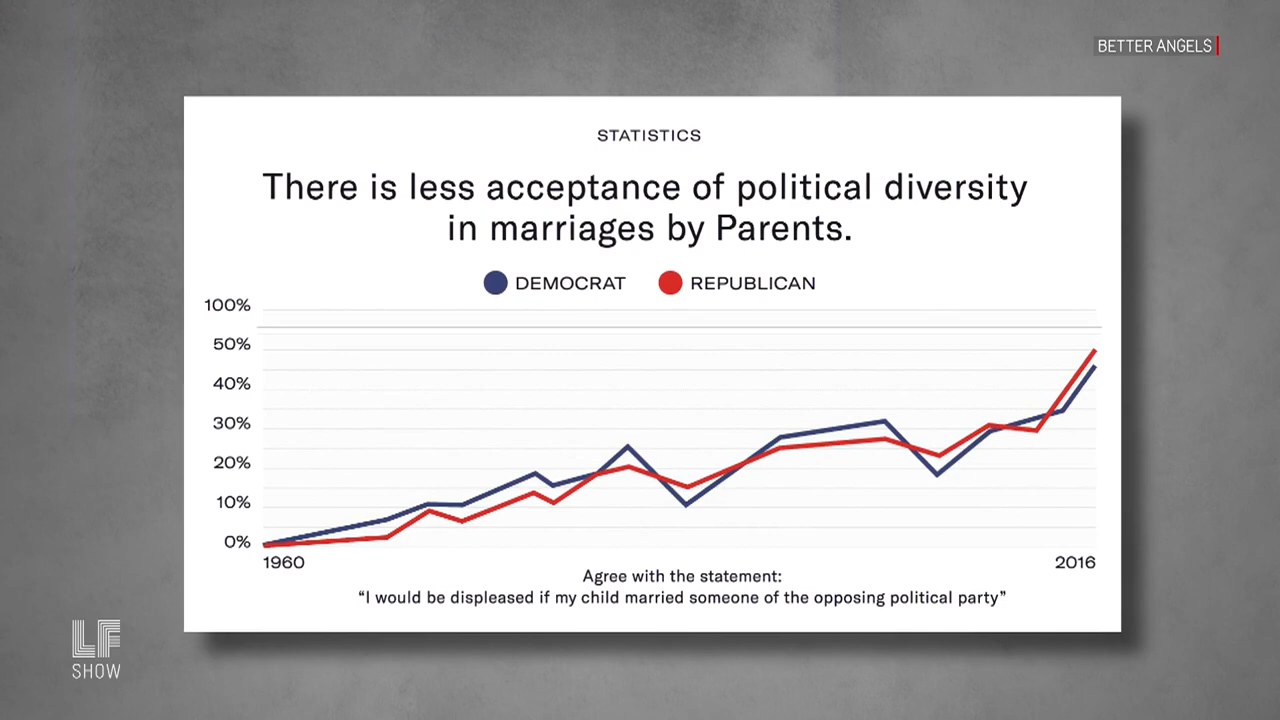 BETTER ANGELS
STATISTICS
There is less acceptance of political diversity
in marriages by Parents.
DEMOCRAT REPUBLICAN
100%
50%
40%
30%
20%
10%
0%
1960 2016
Agree with the statement:
“I would be displeased if my child married someone of the opposing political party”
LF
SHOW